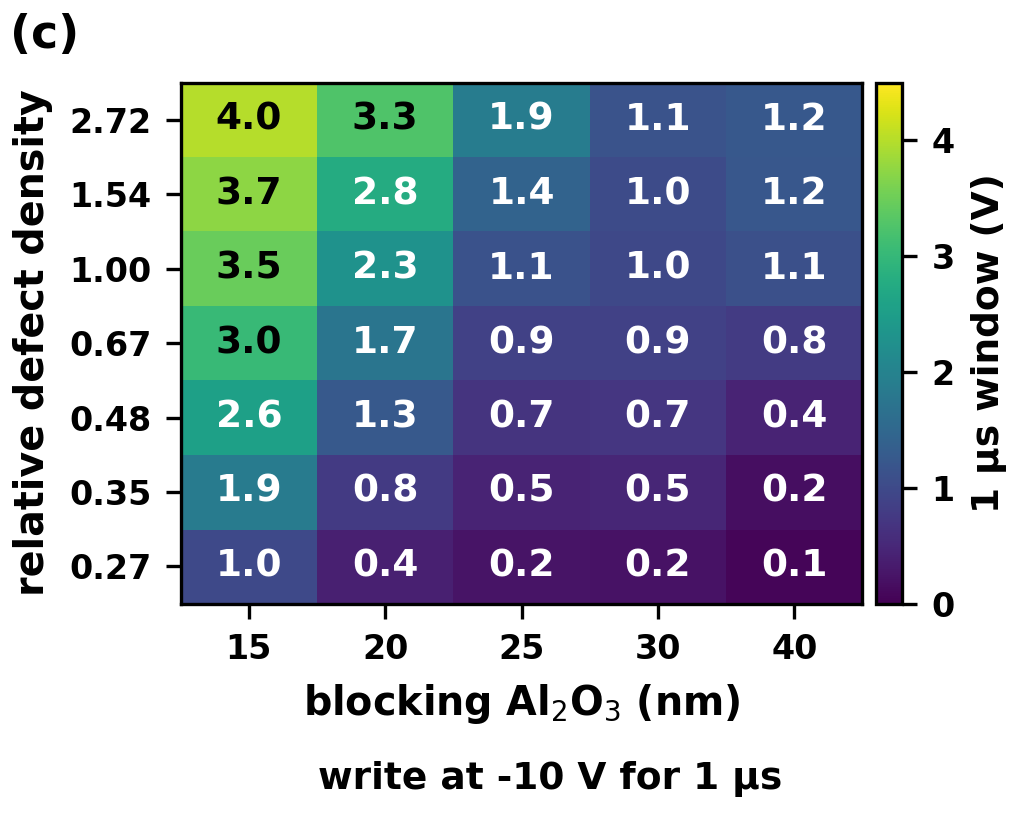 (c)
relative defect density
2.72 4.0 3.3 1.9 1.1 1.2
1.54 3.7 2.8 1.4 1.0 1.2
1.00 3.5 2.3 1.1 1.0 1.1
0.67 3.0 1.7 0.9 0.9 0.8
0.48 2.6 1.3 0.7 0.7 0.4
0.35 1.9 0.8 0.5 0.5 0.2
0.27 1.0 0.4 0.2 0.2 0.1
15 20 25 30 40
blocking Al₂O₃ (nm)
write at -10 V for 1 µs
4
3
2
1
0
1 µs window (V)